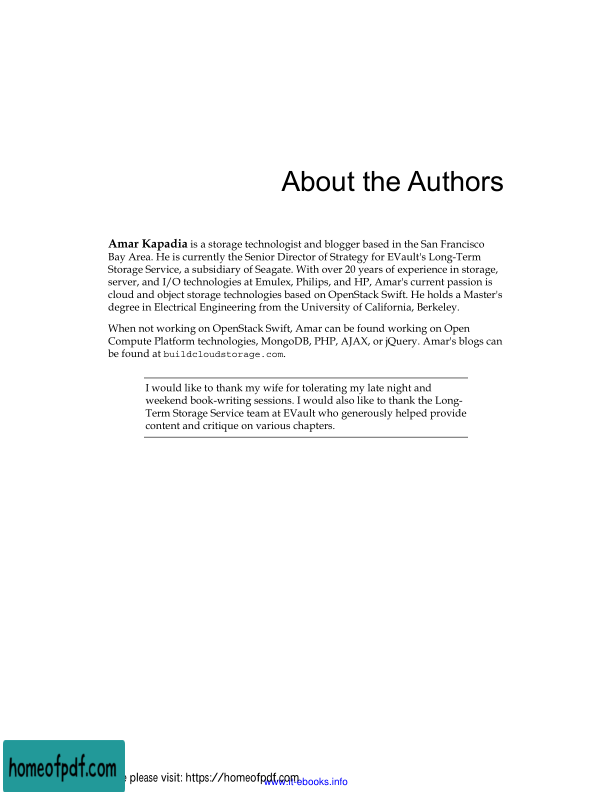 About the Authors
Amar Kapadia is a storage technologist and blogger based in the San Francisco
Bay Area. He is currently the Senior Director of Strategy for EVault's Long-Term
Storage Service, a subsidiary of Seagate. With over 20 years of experience in storage,
server, and I/O technologies at Emulex, Philips, and HP, Amar's current passion is
cloud and object storage technologies based on OpenStack Swift. He holds a Master's
degree in Electrical Engineering from the University of California, Berkeley.
When not working on OpenStack Swift, Amar can be found working on Open
Compute Platform technologies, MongoDB, PHP, AJAX, or jQuery. Amar's blogs can
be found at buildcloudstorage.com.
I would like to thank my wife for tolerating my late night and
weekend book-writing sessions. I would also like to thank the Long-
Term Storage Service team at EVault who generously helped provide
content and critique on various chapters.
homeofpdf.com
please visit: https://homeofpdf.com
www.it-ebooks.info